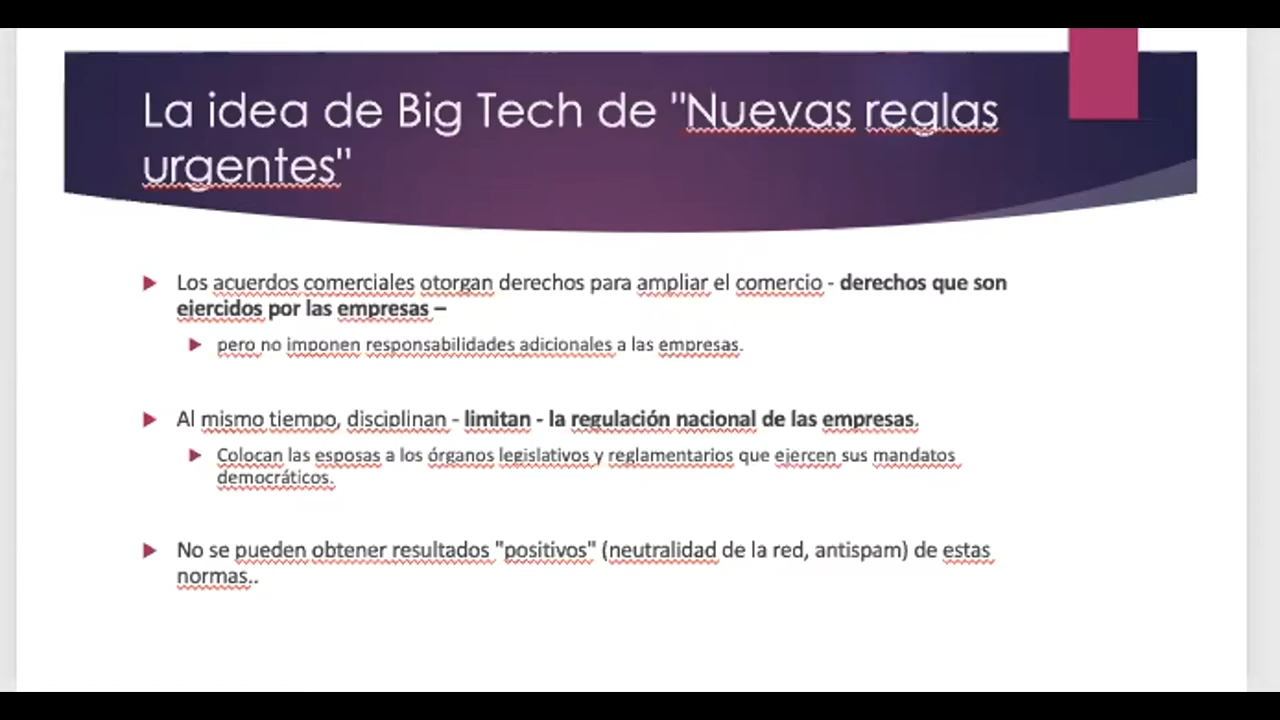 La idea de Big Tech de "Nuevas reglas
urgentes"
Los acuerdos comerciales otorgan derechos para ampliar el comercio - derechos que son
ejercidos por las empresas –
pero no imponen responsabilidades adicionales a las empresas.
Al mismo tiempo, disciplinan - limitan - la regulación nacional de las empresas.
Colocan las esposas a los órganos legislativos y reglamentarios que ejercen sus mandatos
democráticos.
No se pueden obtener resultados "positivos" (neutralidad de la red, antispam) de estas
normas..